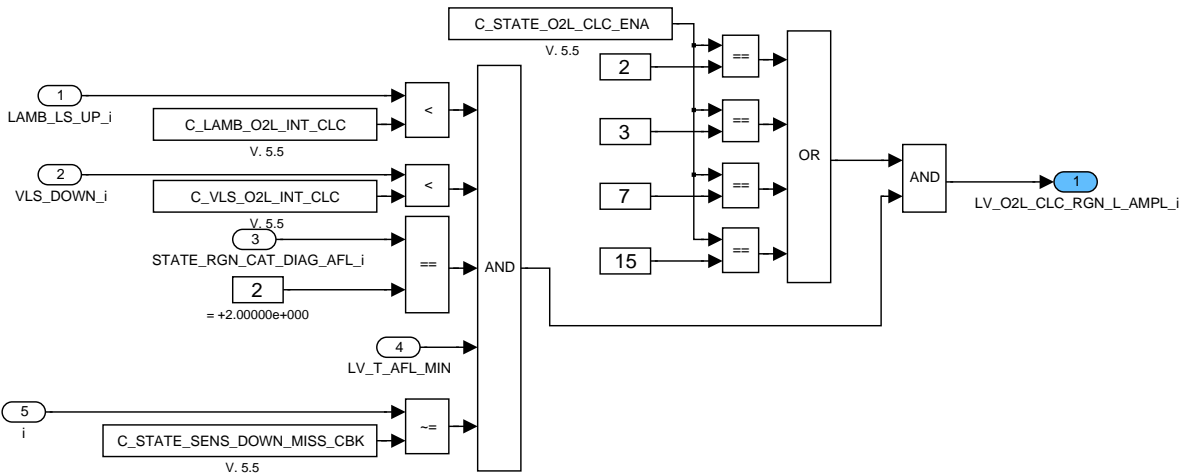 C_STATE_O2L_CLC_ENA
V. 5.5
==
2
1
LAMB_LS_UP_i
<
C_LAMB_O2L_INT_CLC
V. 5.5
3
==
OR
2
VLS_DOWN_i
<
C_VLS_O2L_INT_CLC
V. 5.5
7
==
AND
1
LV_O2L_CLC_RGN_L_AMPL_i
3
STATE_RGN_CAT_DIAG_AFL_i
==
AND
15
==
2
= +2.00000e+000
4
LV_T_AFL_MIN
5
i
~=
C_STATE_SENS_DOWN_MISS_CBK
V. 5.5